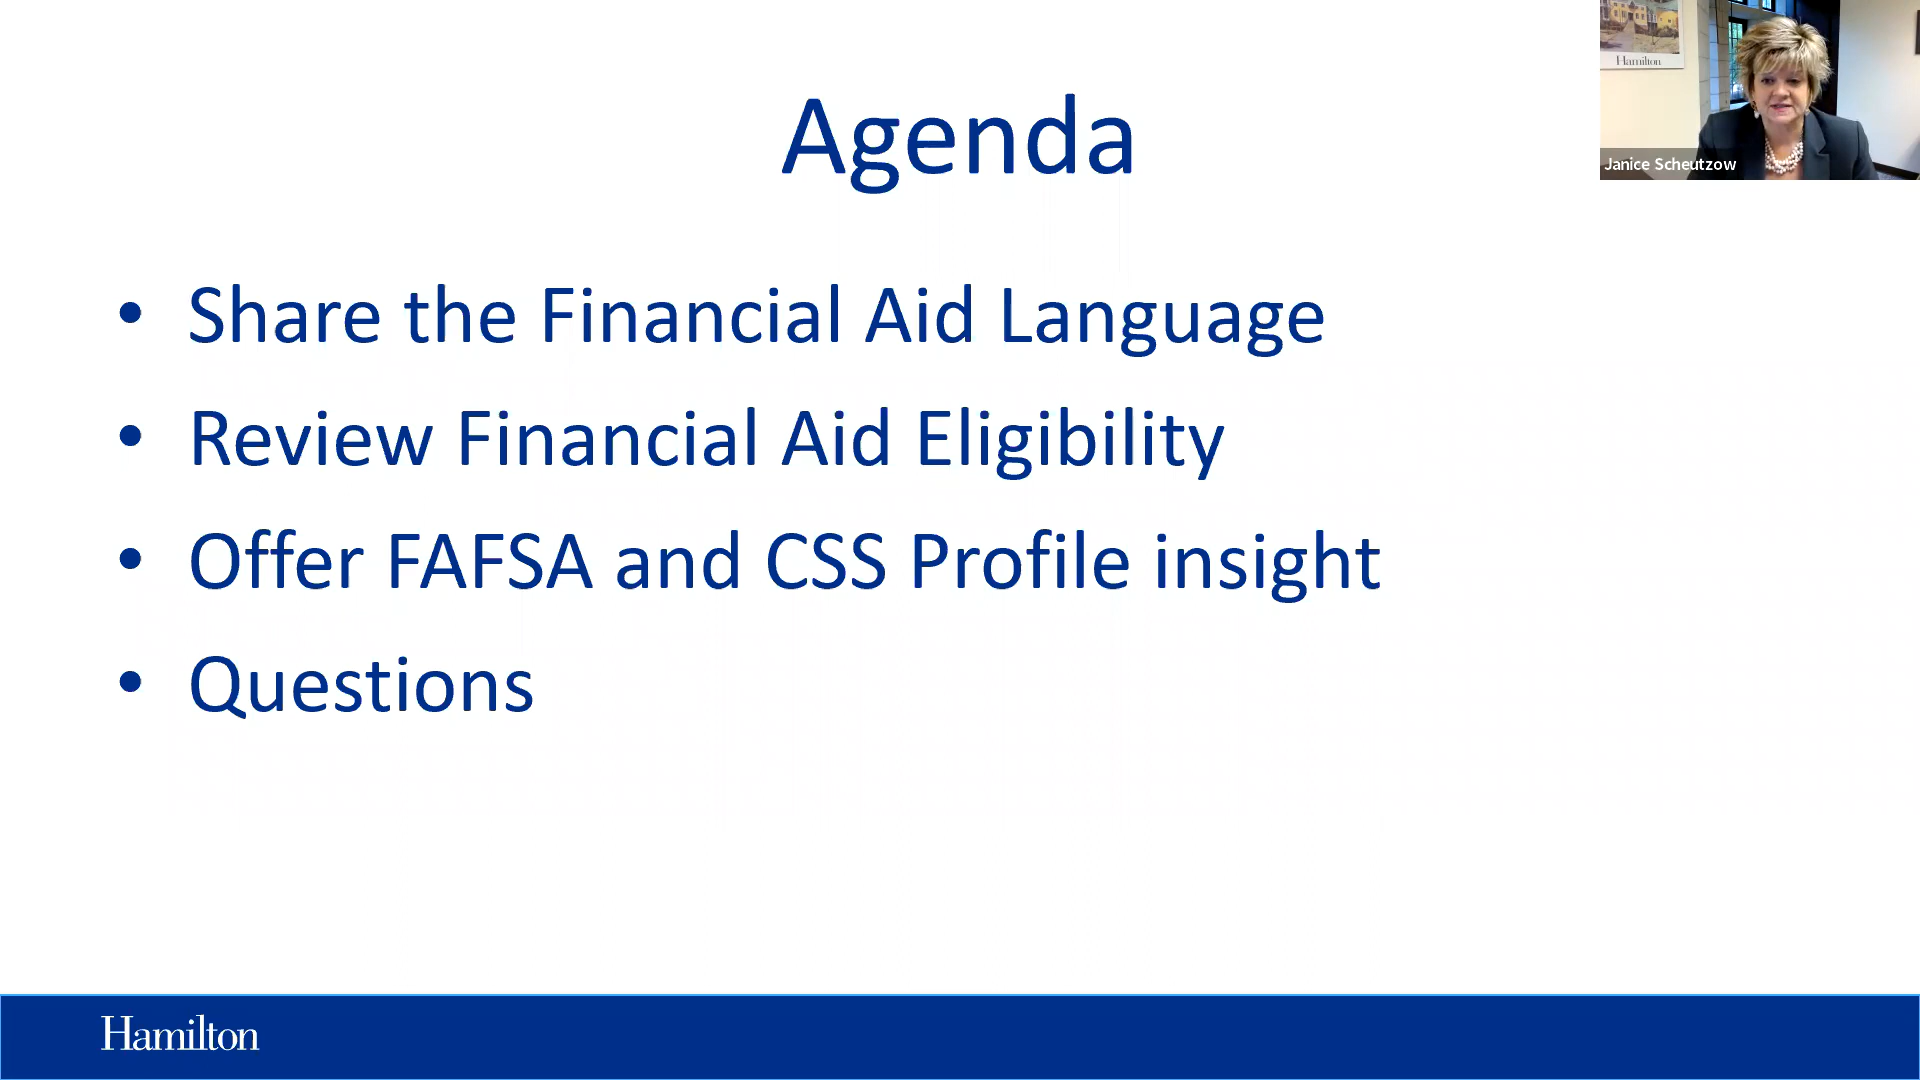 Agenda
Hamilton
Janice Scheutzow
• Share the Financial Aid Language
• Review Financial Aid Eligibility
• Offer FAFSA and CSS Profile insight
• Questions
Hamilton